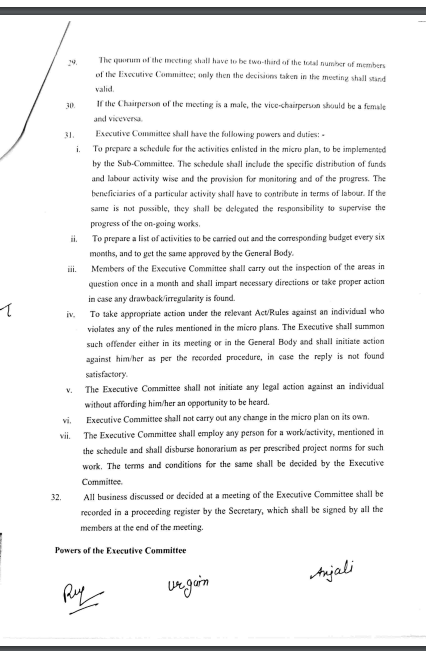 29. The quorum of the meeting shall have to be two-third of the total number of members
of the Executive Committee; only then the decisions taken in the meeting shall stand
valid.
30. If the Chairperson of the meeting is a male, the vice-chairperson should be a female
and viceversa.
31. Executive Committee shall have the following powers and duties: -
i. To prepare a schedule for the activities enlisted in the micro plan, to be implemented
by the Sub-Committee. The schedule shall include the specific distribution of funds
and labour activity wise and the provision for monitoring and of the progress. The
beneficiaries of a particular activity shall have to contribute in terms of labour. If the
same is not possible, they shall be delegated the responsibility to supervise the
progress of the on-going works.
ii. To prepare a list of activities to be carried out and the corresponding budget every six
months, and to get the same approved by the General Body.
iii. Members of the Executive Committee shall carry out the inspection of the areas in
question once in a month and shall impart necessary directions or take proper action
in case any drawback/irregularity is found.
iv. To take appropriate action under the relevant Act/Rules against an individual who
violates any of the rules mentioned in the micro plans. The Executive shall summon
such offender either in its meeting or in the General Body and shall initiate action
against him/her as per the recorded procedure, in case the reply is not found
satisfactory.
v. The Executive Committee shall not initiate any legal action against an individual
without affording him/her an opportunity to be heard.
vi. Executive Committee shall not carry out any change in the micro plan on its own.
vii. The Executive Committee shall employ any person for a work/activity, mentioned in
the schedule and shall disburse honorarium as per prescribed project norms for such
work. The terms and conditions for the same shall be decided by the Executive
Committee.
32. All business discussed or decided at a meeting of the Executive Committee shall be
recorded in a proceeding register by the Secretary, which shall be signed by all the
members at the end of the meeting.
Powers of the Executive Committee
Anjali